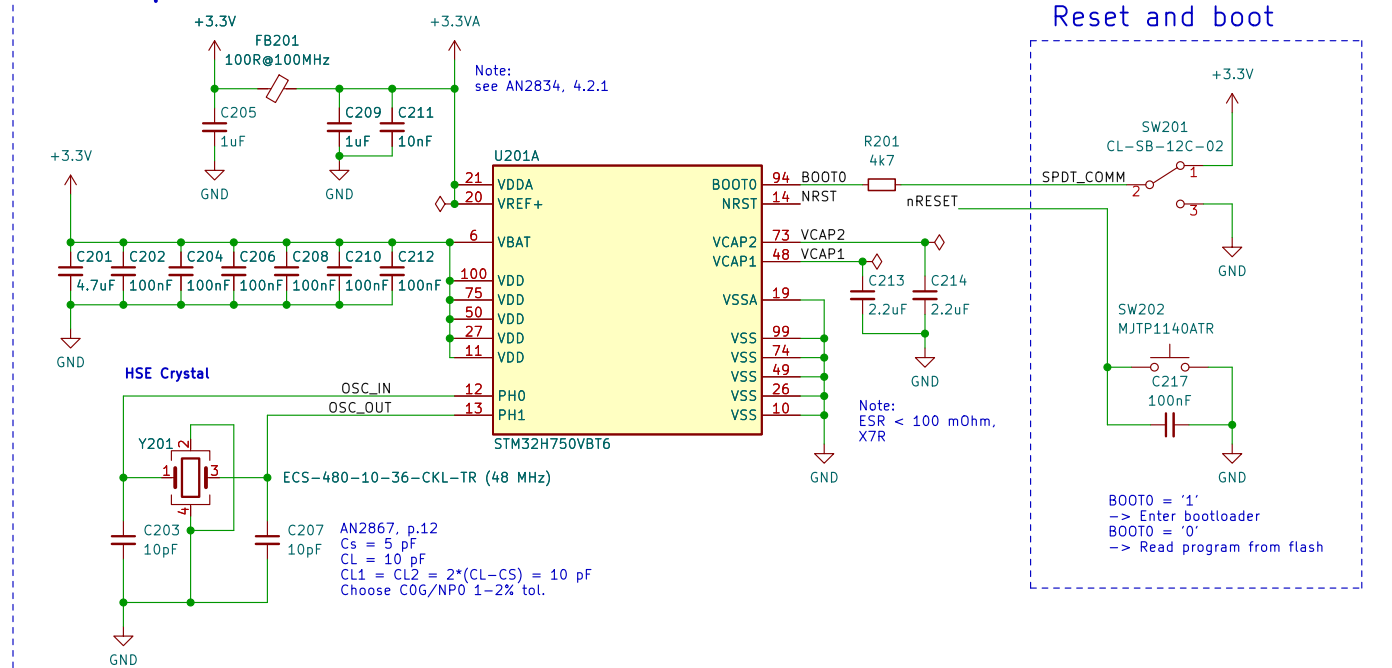 Reset and boot
+3.3V
+3.3VA
FB201
100R@100MHz
Note:
see AN2834, 4.2.1
C205
1uF
C209
1uF
C211
10nF
GND
GND
+3.3V
C201
4.7uF
C202
100nF
C204
100nF
C206
100nF
C208
100nF
C210
100nF
C212
100nF
GND
U201A
21 VDDA
20 VREF+
6 VBAT
100 VDD
75 VDD
50 VDD
27 VDD
11 VDD
12 PH0
13 PH1
BOOT0 94 BOOT0
NRST 14 NRST
VCAP2 73 VCAP2
VCAP1 48 VCAP1
VSSA 19
VSS 99
VSS 74
VSS 49
VSS 26
VSS 10
STM32H750VBT6
GND
R201
4k7
C213
2.2uF
C214
2.2uF
GND
Note:
ESR < 100 mOhm,
X7R
HSE Crystal
OSC_IN
OSC_OUT
Y201
2
1
3
4
ECS-480-10-36-CKL-TR (48 MHz)
C203
10pF
C207
10pF
GND
AN2867, p.12
Cs = 5 pF
CL = 10 pF
CL1 = CL2 = 2*(CL-CS) = 10 pF
Choose C0G/NP0 1-2% tol.
+3.3V
SW201
CL-SB-12C-02
SPDT_COMM
1
2
3
nRESET
GND
SW202
MJTP1140ATR
C217
100nF
GND
BOOT0 = '1'
-> Enter bootloader
BOOT0 = '0'
-> Read program from flash